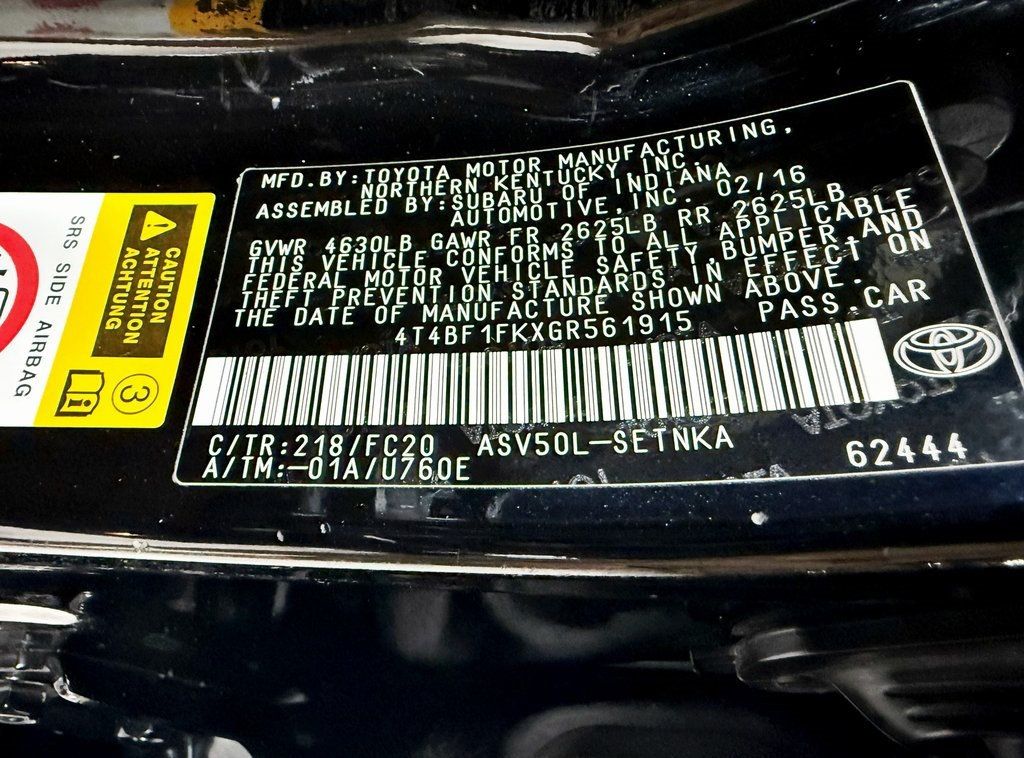 MFD.BY:TOYOTA MOTOR MANUFACTURING,
NORTHERN KENTUCKY INC.
ASSEMBLED BY:SUBARU OF INDIANA
AUTOMOTIVE,INC. 02/16
GVWR 4630LB GAWR FR 2625LB RR 2625LB
THIS VEHICLE CONFORMS TO ALL APPLICABLE
FEDERAL MOTOR VEHICLE SAFETY,BUMPER,AND
THEFT PREVENTION STANDARDS IN EFFECT ON
THE DATE OF MANUFACTURE SHOWN ABOVE.
4T4BF1FKXGR561915 PASS.CAR
C/TR:218/FC20 ASV50L-SETNKA
A/TM:-01A/U760E 62444
CAUTION
ATTENTION
ACHTUNG
3
SRS SIDE AIRBAG